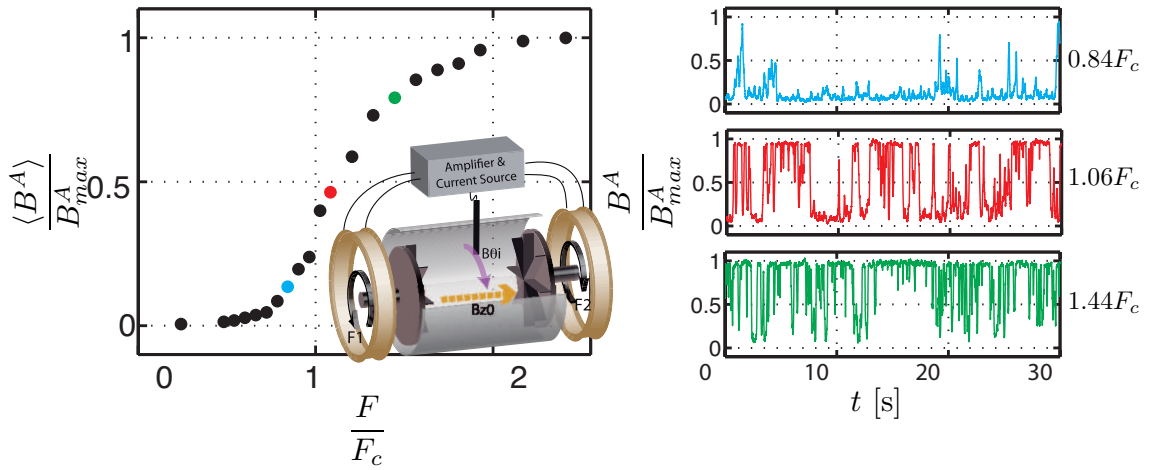 ⟨B^A⟩
B^A_max
1
0.5
0
0
1
2
F
F_c
Amplifier &
Current Source
Bθi
Bz0
F1
F2
B^A
B^A_max
1
0.5
0
0.84F_c
1
0.5
0
1.06F_c
1
0.5
0
1.44F_c
0
10
20
30
t [s]